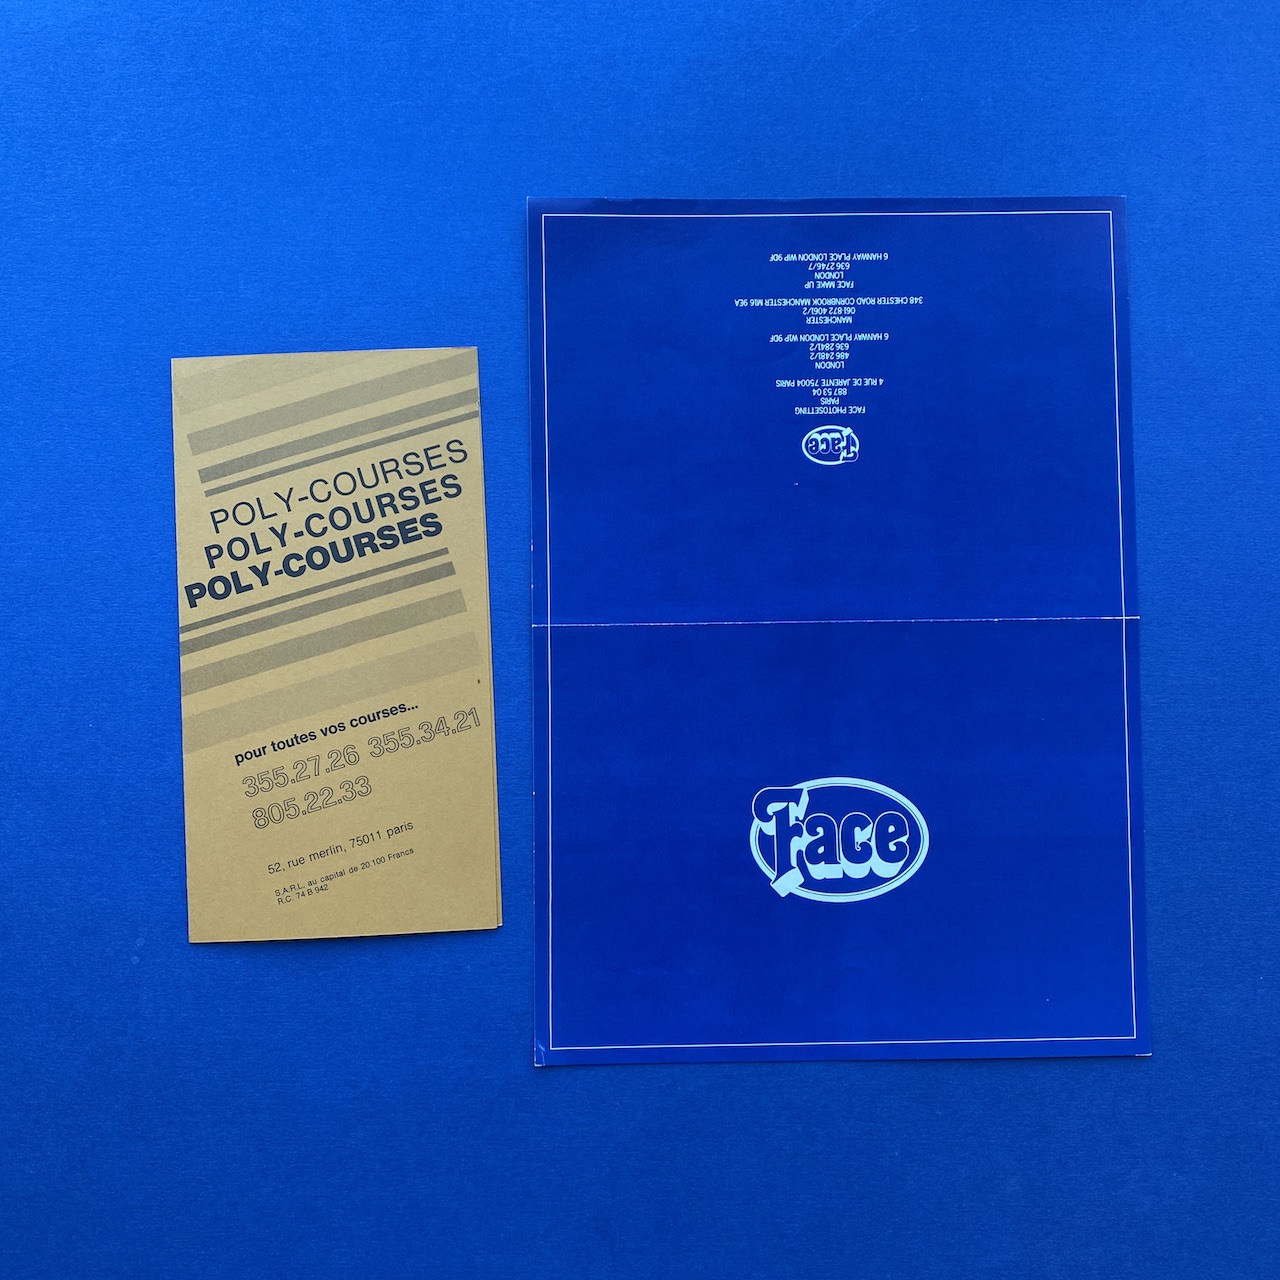 POLY-COURSES
POLY-COURSES
POLY-COURSES
pour toutes vos courses...
355.27.26 355.34.21
805.22.33
52, rue merlin, 75011 paris
S.A.R.L. au capital de 20.100 Francs
R.C. 74 B 942
Face
FACE PHOTOSETTING
PARIS
887 53 04
4 RUE DE JARENTE 75004 PARIS
LONDON
486 2481/2
636 2841/2
6 HANWAY PLACE LONDON W1P 9DF
MANCHESTER
061-872 4061/2
348 CHESTER ROAD CORNBROOK MANCHESTER M16 9EA
FACE MAKE UP
LONDON
636 2746/7
6 HANWAY PLACE LONDON W1P 9DF
Face